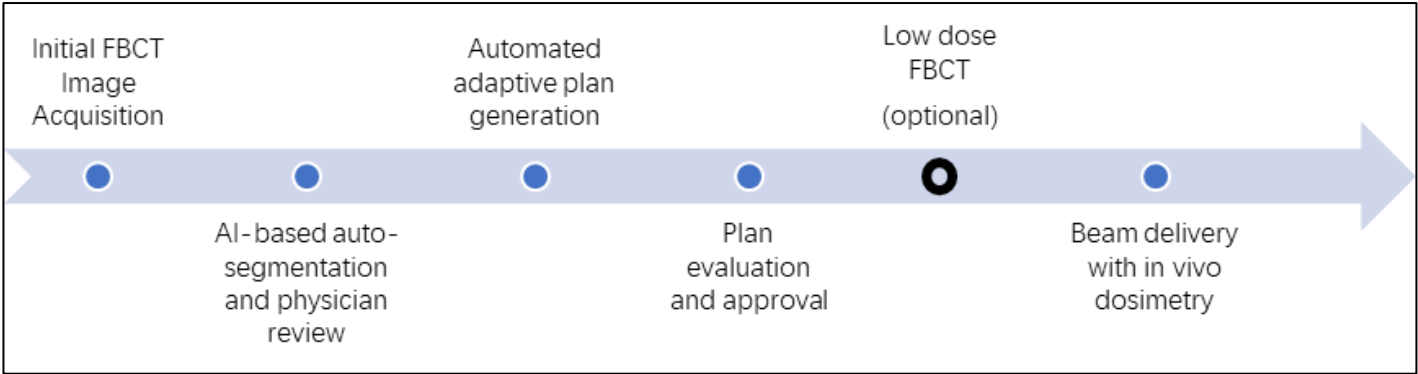 Initial FBCT
Image
Acquisition
AI-based auto-
segmentation
and physician
review
Automated
adaptive plan
generation
Plan
evaluation
and approval
Low dose
FBCT
(optional)
Beam delivery
with in vivo
dosimetry